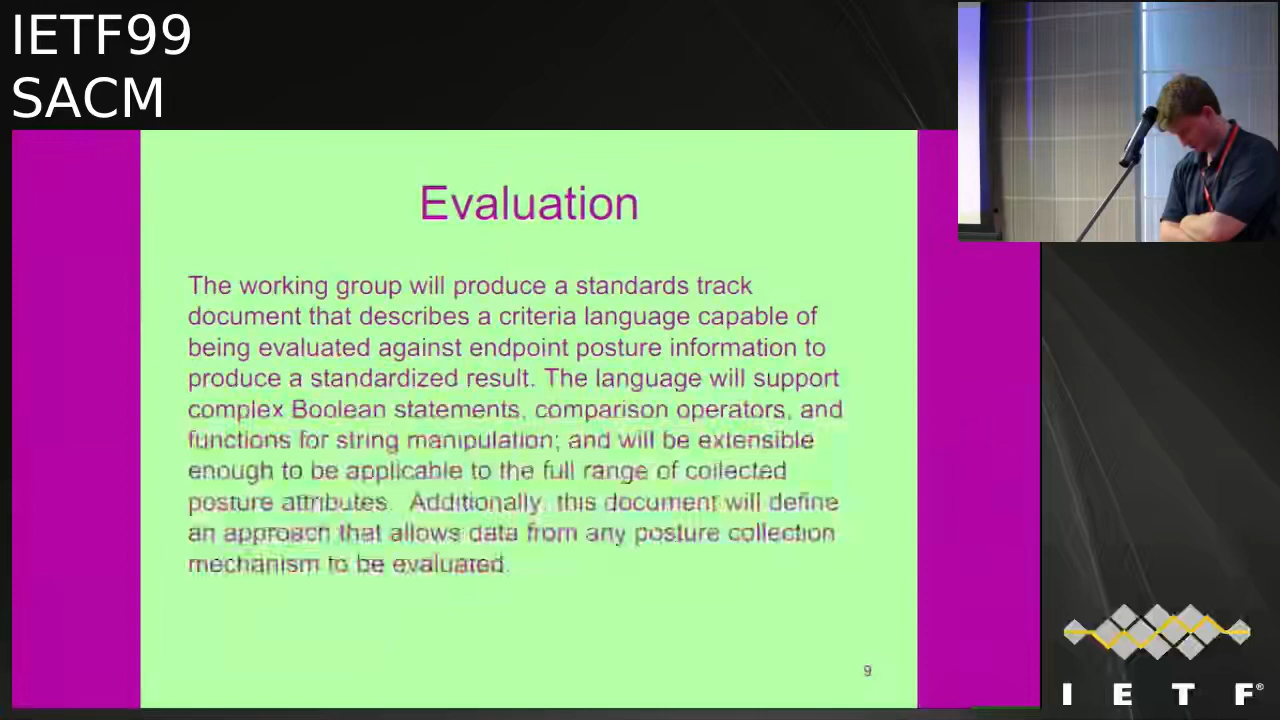 IETF99
SACM
Evaluation
The working group will produce a standards track
document that describes a criteria language capable of
being evaluated against endpoint posture information to
produce a standardized result. The language will support
complex Boolean statements, comparison operators, and
functions for string manipulation; and will be extensible
enough to be applicable to the full range of collected
posture attributes.  Additionally, this document will define
an approach that allows data from any posture collection
mechanism to be evaluated.
9
I E T F®